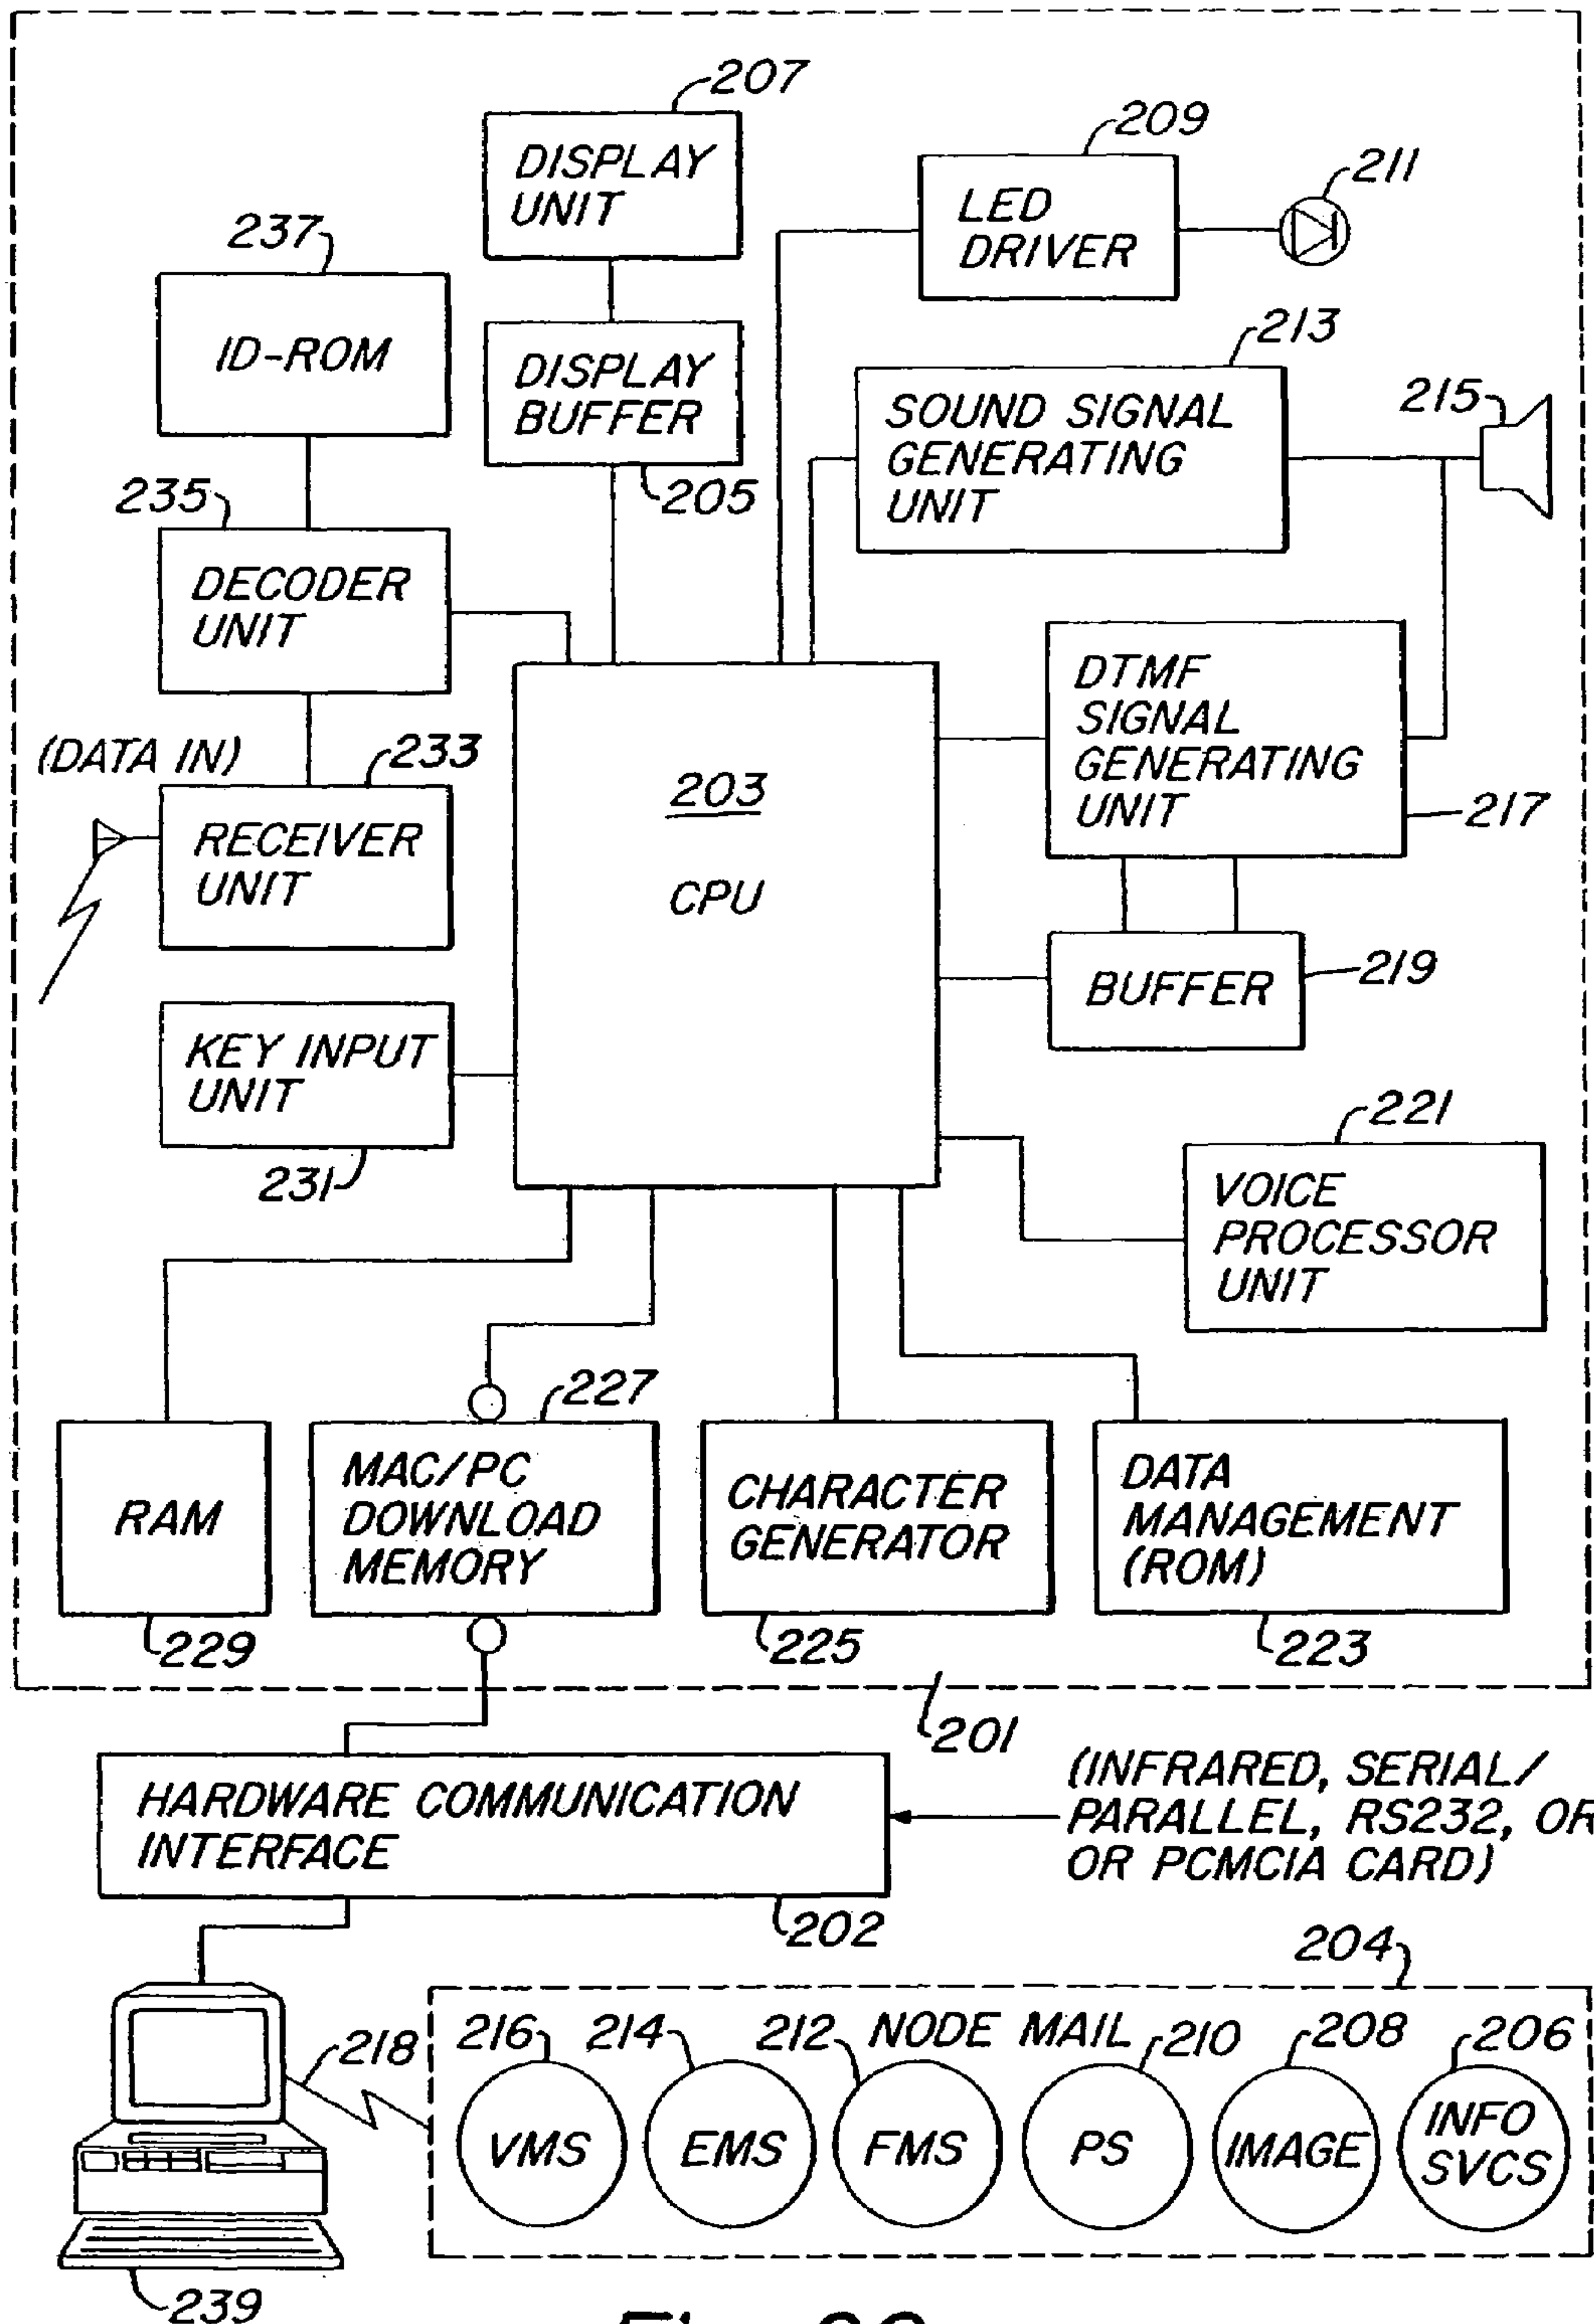 207
DISPLAY
UNIT
209
LED
DRIVER
211
237
ID-ROM
DISPLAY
BUFFER
205
213
SOUND SIGNAL
GENERATING
UNIT
215
235
DECODER
UNIT
DTMF
SIGNAL
GENERATING
UNIT
217
(DATA IN)
233
RECEIVER
UNIT
203
CPU
BUFFER
219
KEY INPUT
UNIT
231
221
VOICE
PROCESSOR
UNIT
RAM
229
227
MAC/PC
DOWNLOAD
MEMORY
CHARACTER
GENERATOR
225
DATA
MANAGEMENT
(ROM)
223
201
HARDWARE COMMUNICATION
INTERFACE
202
(INFRARED, SERIAL/
PARALLEL, RS232, OR
OR PCMCIA CARD)
204
NODE MAIL
218
216
214
212
210
208
206
VMS
EMS
FMS
PS
IMAGE
INFO
SVCS
239